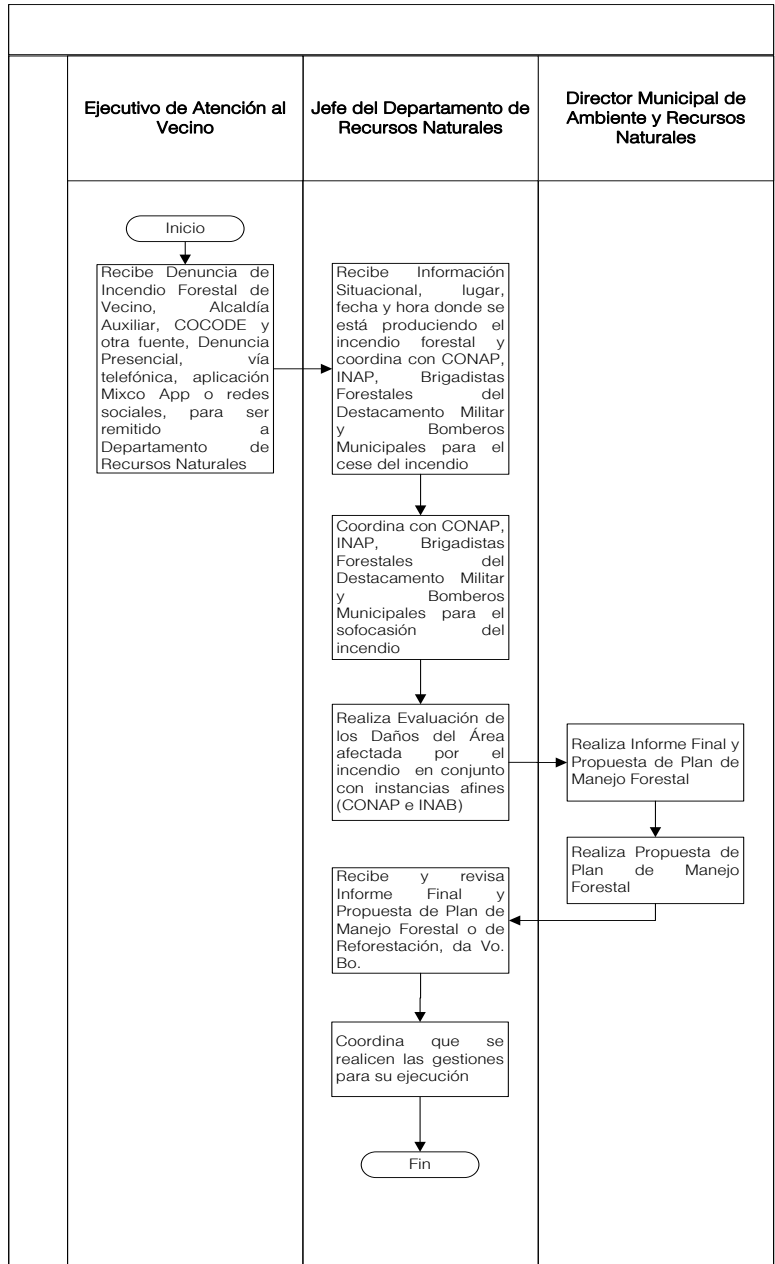 Ejecutivo de Atención al
Vecino
Jefe del Departamento de
Recursos Naturales
Director Municipal de
Ambiente y Recursos
Naturales
Inicio
Recibe Denuncia de
Incendio Forestal de
Vecino, Alcaldía
Auxiliar, COCODE y
otra fuente, Denuncia
Presencial, vía
telefónica, aplicación
Mixco App o redes
sociales, para ser
remitido a
Departamento de
Recursos Naturales
Recibe Información
Situacional, lugar,
fecha y hora donde se
está produciendo el
incendio forestal y
coordina con CONAP,
INAP, Brigadistas
Forestales del
Destacamento Militar
y Bomberos
Municipales para el
cese del incendio
Coordina con CONAP,
INAP, Brigadistas
Forestales del
Destacamento Militar
y Bomberos
Municipales para el
sofocasión del
incendio
Realiza Evaluación de
los Daños del Área
afectada por el
incendio en conjunto
con instancias afines
(CONAP e INAB)
Realiza Informe Final y
Propuesta de Plan de
Manejo Forestal
Realiza Propuesta de
Plan de Manejo
Forestal
Recibe y revisa
Informe Final y
Propuesta de Plan de
Manejo Forestal o de
Reforestación, da Vo.
Bo.
Coordina que se
realicen las gestiones
para su ejecución
Fin